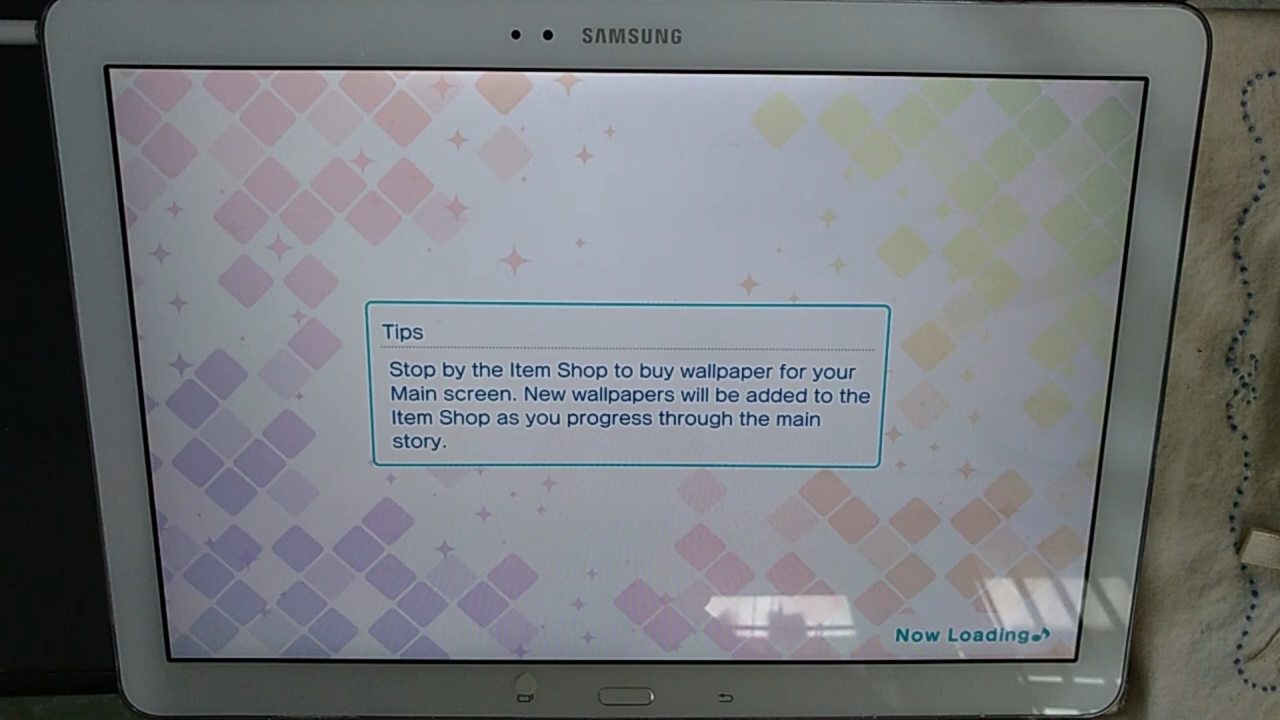 SAMSUNG
Tips
Stop by the Item Shop to buy wallpaper for your
Main screen. New wallpapers will be added to the
Item Shop as you progress through the main
story.
Now Loading♪